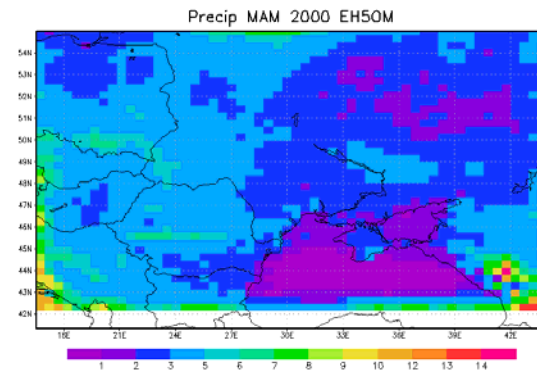 Precip MAM 2000 EH5OM
54N
53N
52N
51N
50N
49N
48N
47N
46N
45N
44N
43N
42N
18E 21E 24E 27E 30E 33E 36E 39E 42E
1 2 3 5 6 7 8 9 10 12 13 14